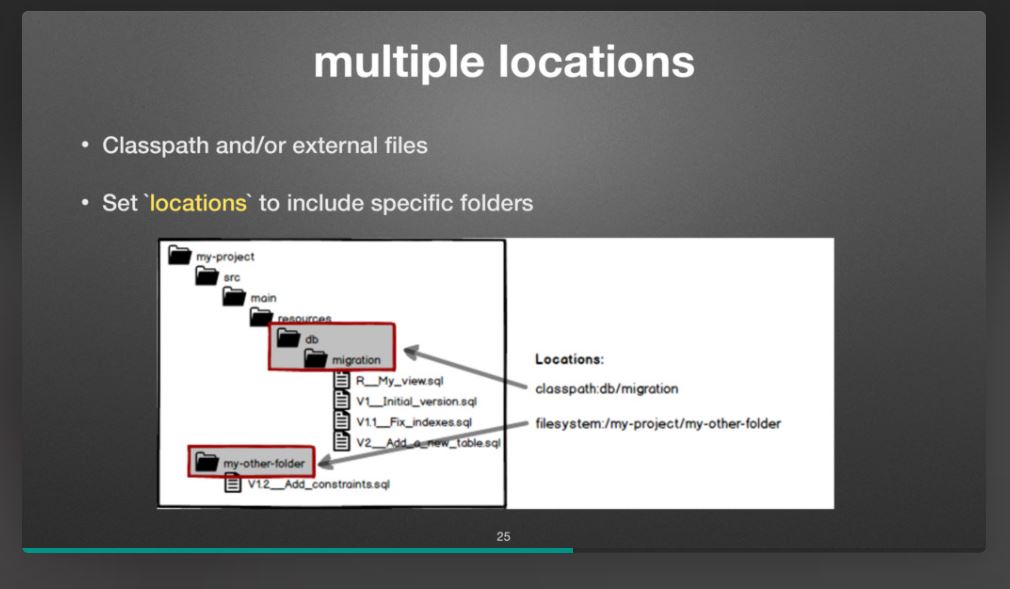 multiple locations
• Classpath and/or external files
• Set `locations` to include specific folders
my-project
src
main
resources
db
migration
R__My_view.sql
V1__Initial_version.sql
V1.1__Fix_indexes.sql
V2__Add_a_new_table.sql
my-other-folder
V1.2__Add_constraints.sql
Locations:
classpath:db/migration
filesystem:/my-project/my-other-folder
25